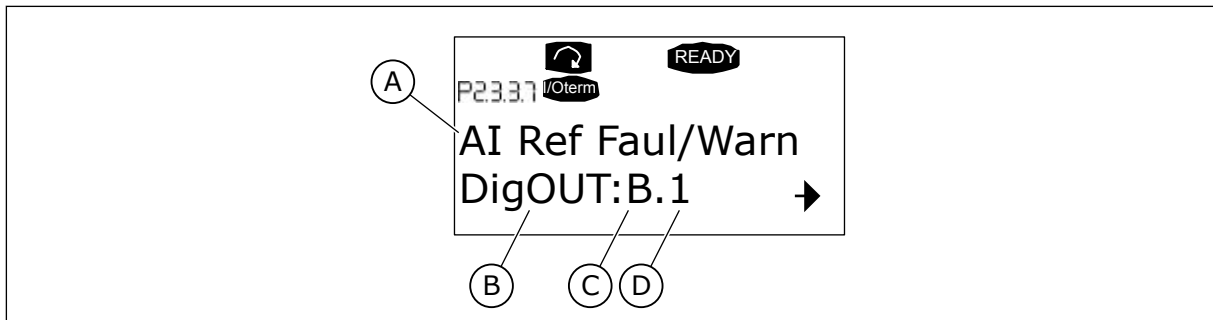 READY
A
P2.3.3.7 I/Oterm
AI Ref Faul/Warn
DigOUT:B.1
B C D